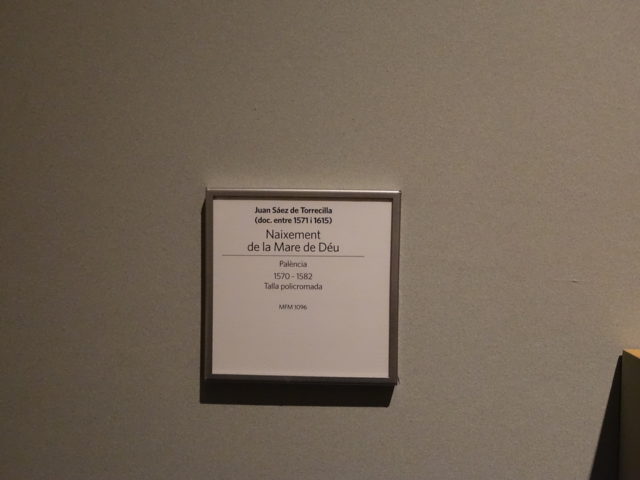 Juan Sáez de Torrecilla
(doc. entre 1571 i 1615)
Naixement
de la Mare de Déu
Palència
1570 - 1582
Talla policromada
MFM 1096